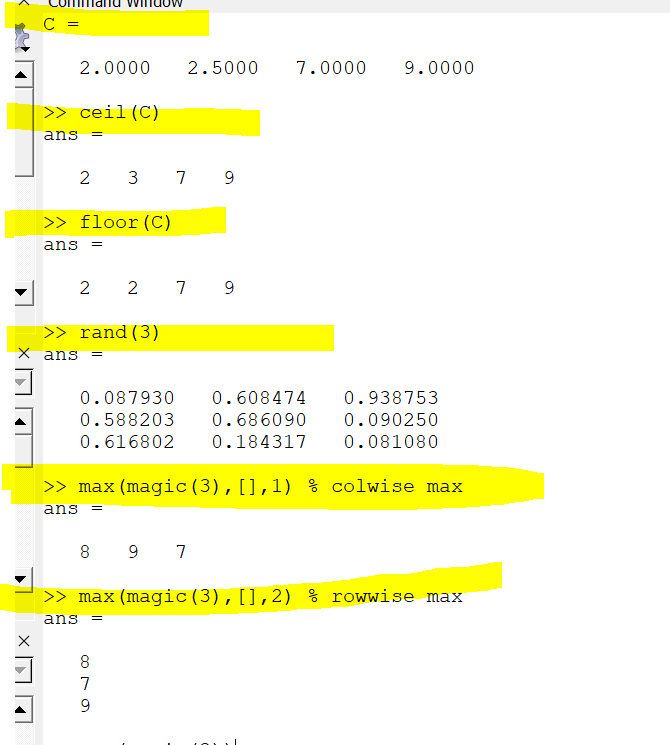 Command Window
C =
2.0000 2.5000 7.0000 9.0000
>> ceil(C)
ans =
2 3 7 9
>> floor(C)
ans =
2 2 7 9
>> rand(3)
ans =
0.087930 0.608474 0.938753
0.588203 0.686090 0.090250
0.616802 0.184317 0.081080
>> max(magic(3),[],1) % colwise max
ans =
8 9 7
>> max(magic(3),[],2) % rowwise max
ans =
8
7
9